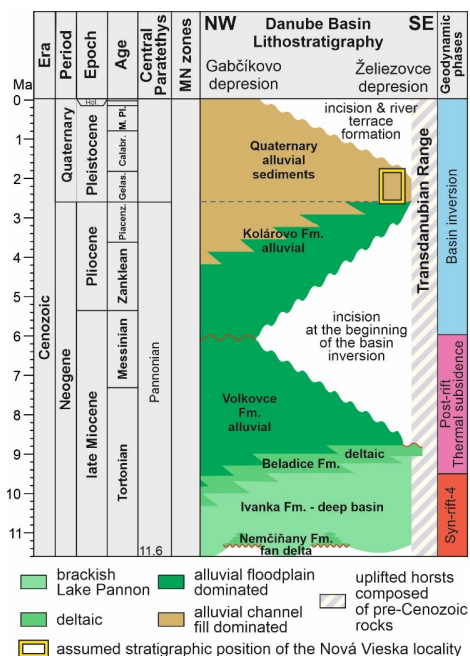 Era
Period
Epoch
Age
Central
Paratethys
MN zones
NW
Danube Basin
Lithostratigraphy
SE
Gabčíkovo
depresion
Želiezovce
depression
Geodynamic
phases
Ma
0
1
2
3
4
5
6
7
8
9
10
11
Cenozoic
Quaternary
Neogene
Hol.
Pleistocene
Pliocene
late Miocene
M. Pl.
Calabr.
Gelas.
Piacenz.
Zanklean
Messinian
Tortonian
Pannonian
11.6
incision & river
terrace
formation
Quaternary
alluvial
sediments
Kolárovo Fm.
alluvial
incision
at the beginning
of the basin
inversion
Volkovce
Fm.
alluvial
deltaic
Beladice Fm.
Ivanka Fm. - deep basin
Nemčiňany Fm.
fan delta
Transdanubian Range
Basin inversion
Post-rift
Thermal subsidence
Syn-rift-4
brackish
Lake Pannon
alluvial floodplain
dominated
uplifted horsts
composed
of pre-Cenozoic
rocks
deltaic
alluvial channel
fill dominated
assumed stratigraphic position of the Nová Vieska locality